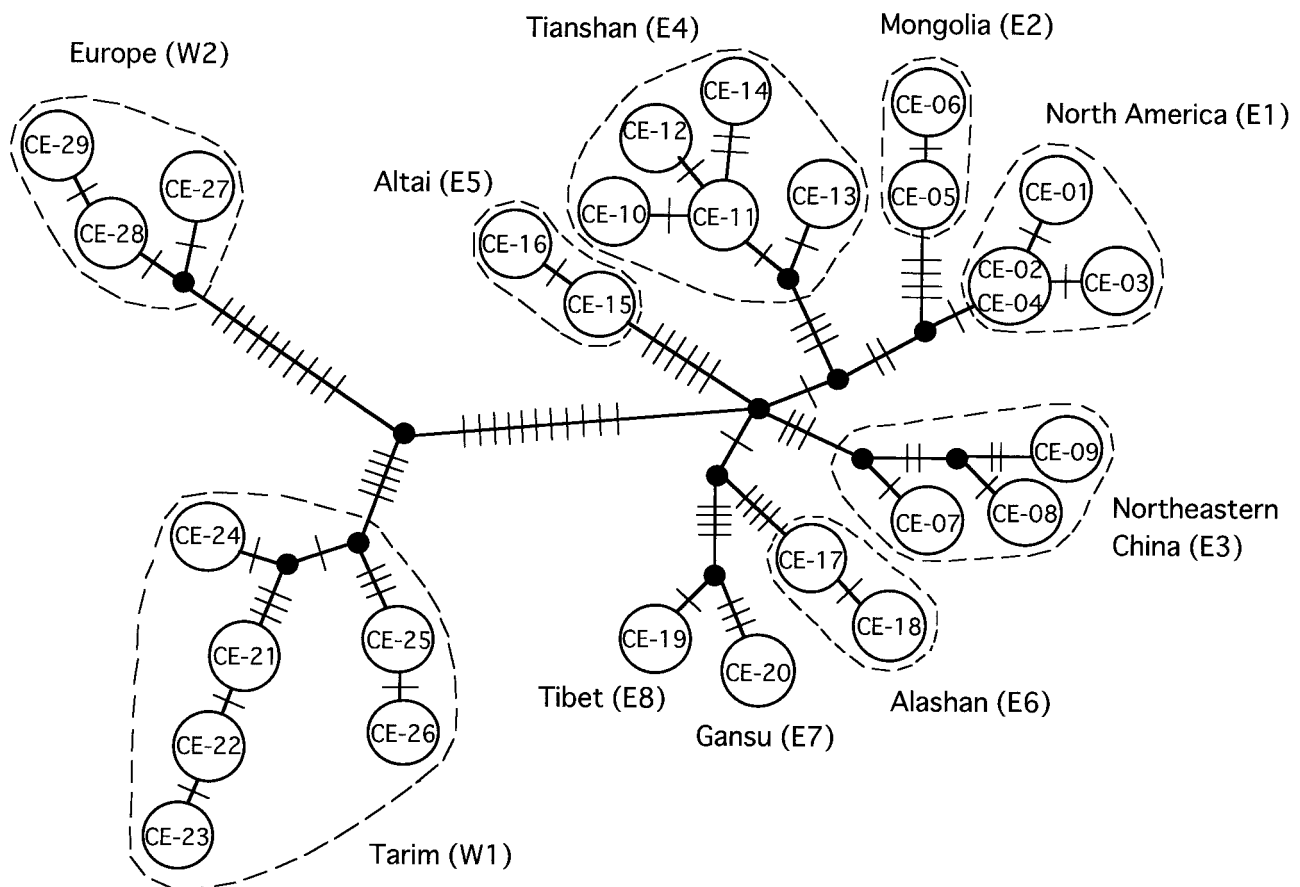 Europe (W2)
CE-29
CE-27
CE-28
Altai (E5)
CE-16
CE-15
Tianshan (E4)
CE-14
CE-12
CE-13
CE-10
CE-11
Mongolia (E2)
CE-06
CE-05
North America (E1)
CE-01
CE-02
CE-04
CE-03
CE-09
CE-07
CE-08
Northeastern
China (E3)
CE-17
CE-18
Alashan (E6)
CE-19
Tibet (E8)
CE-20
Gansu (E7)
CE-24
CE-25
CE-21
CE-26
CE-22
CE-23
Tarim (W1)